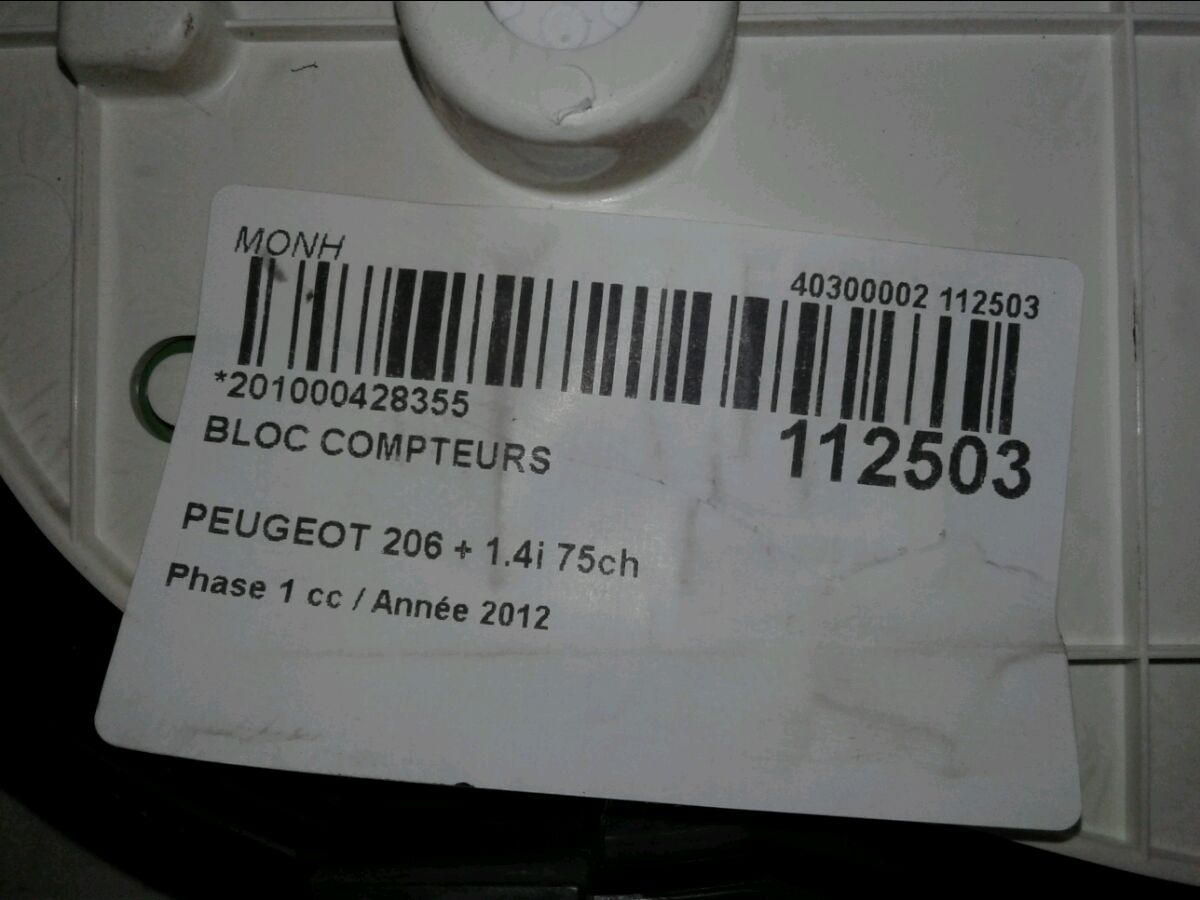 MONH
40300002 112503
*201000428355
112503
BLOC COMPTEURS
PEUGEOT 206 + 1.4i 75ch
Phase 1 cc / Année 2012